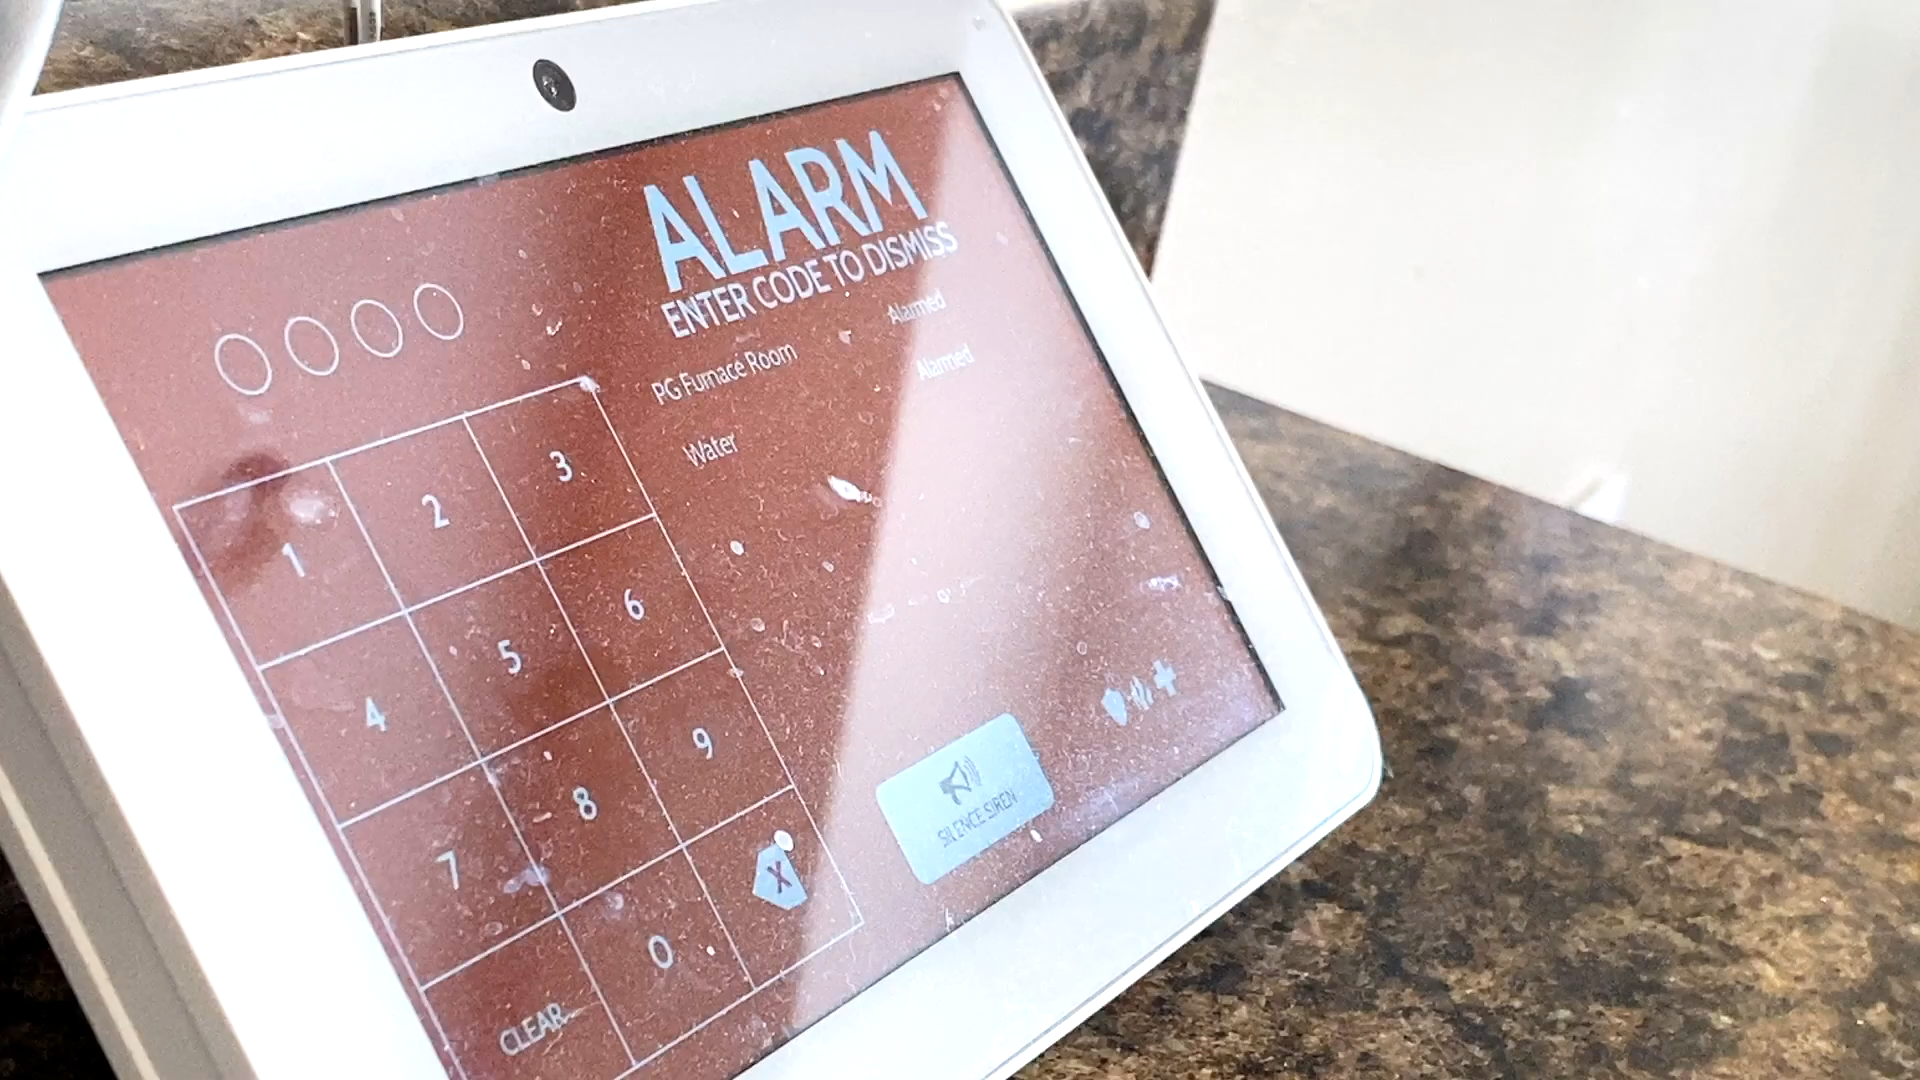 ALARM
ENTER CODE TO DISMISS
PG Furnace Room Alarmed
Water Alarmed
1 2 3
4 5 6
7 8 9
CLEAR 0 X
SILENCE SIREN